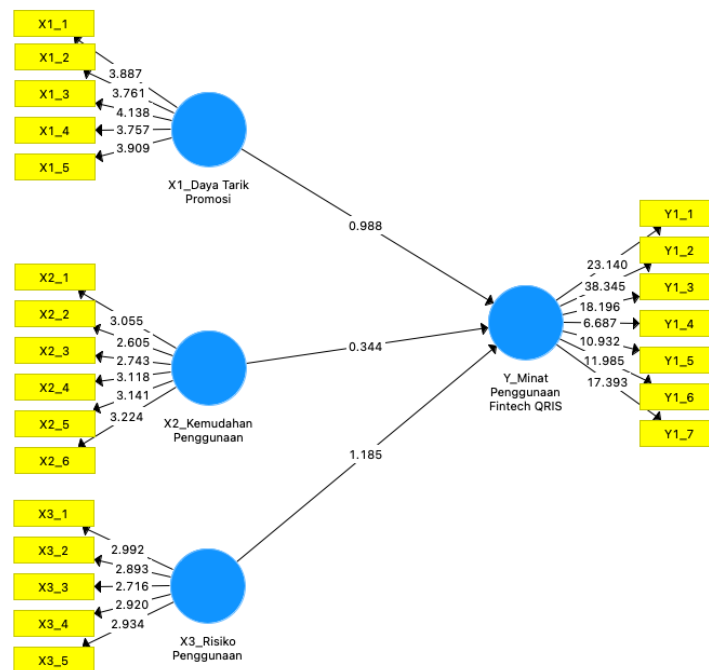 X1_1
X1_2
X1_3
X1_4
X1_5
3.887
3.761
4.138
3.757
3.909
X1_Daya Tarik
Promosi
0.988
X2_1
X2_2
X2_3
X2_4
X2_5
X2_6
3.055
2.605
2.743
3.118
3.141
3.224
X2_Kemudahan
Penggunaan
0.344
X3_1
X3_2
X3_3
X3_4
X3_5
2.992
2.893
2.716
2.920
2.934
X3_Risiko
Penggunaan
1.185
Y_Minat
Penggunaan
Fintech QRIS
23.140
38.345
18.196
6.687
10.932
11.985
17.393
Y1_1
Y1_2
Y1_3
Y1_4
Y1_5
Y1_6
Y1_7